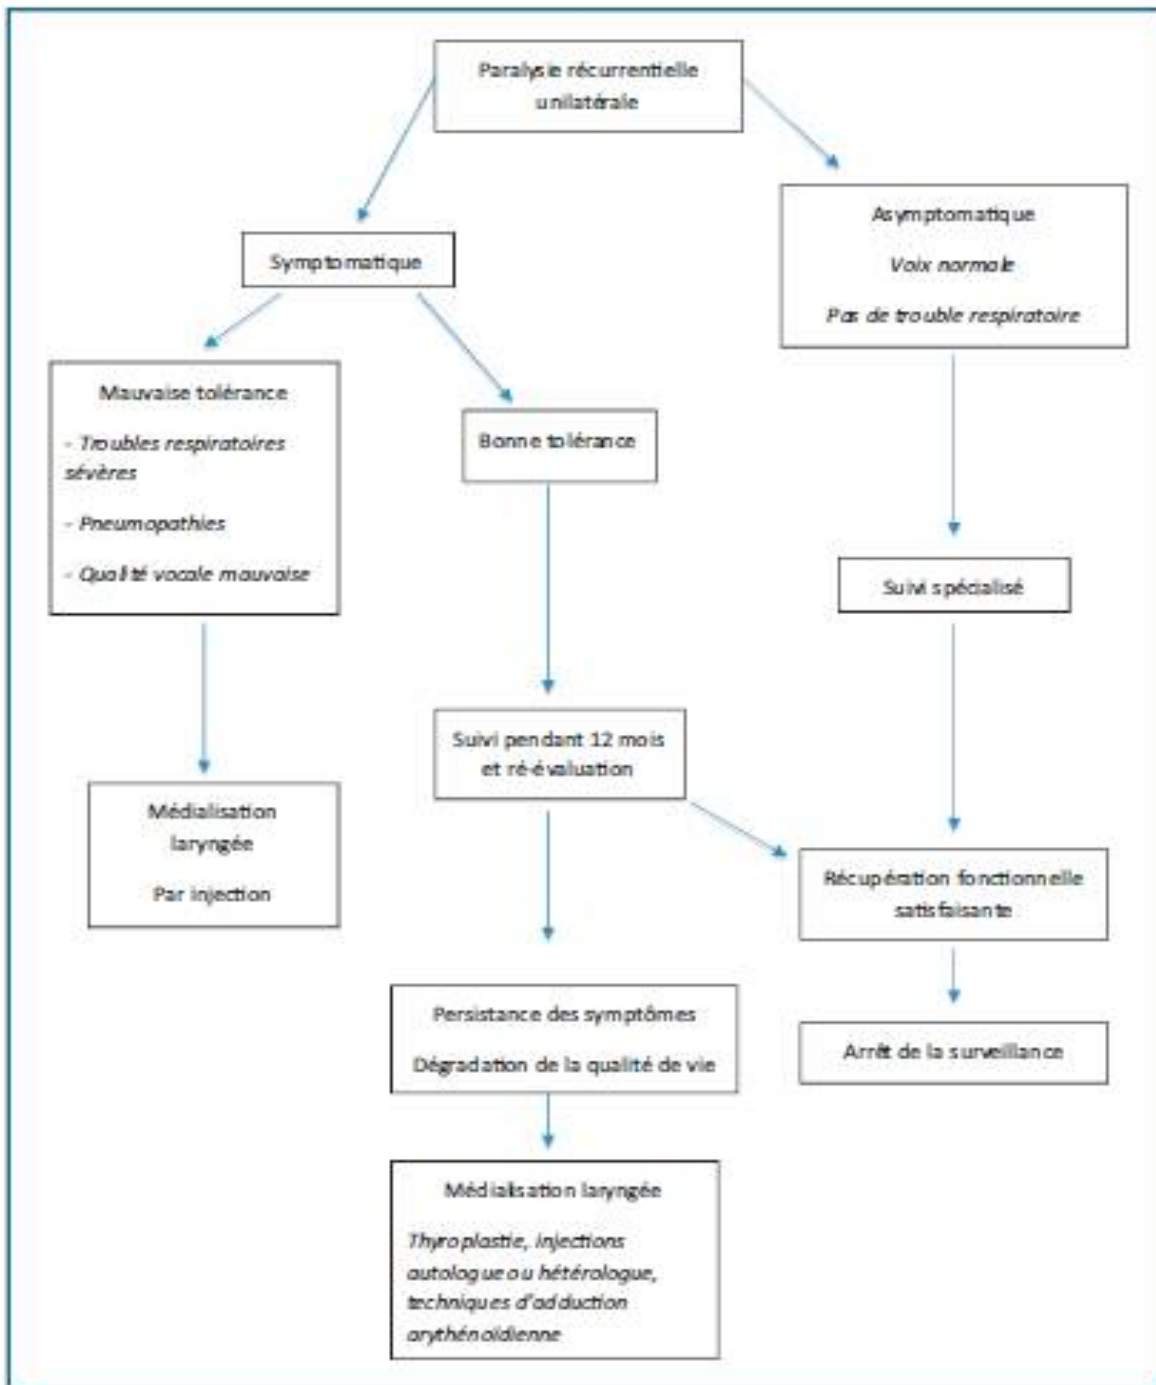 Paralysie récurrentielle
unilatérale
Symptomatique
Asymptomatique
Voix normale
Pas de trouble respiratoire
Mauvaise tolérance
- Troubles respiratoires
sévères
- Pneumopathies
- Qualité vocale mauvaise
Bonne tolérance
Suivi spécialisé
Suivi pendant 12 mois
et ré-évaluation
Médialisation
laryngée
Par injection
Récupération fonctionnelle
satisfaisante
Persistance des symptômes
Dégradation de la qualité de vie
Arrêt de la surveillance
Médialisation laryngée
Thyroplastie, injections
autologue ou hétérologue,
techniques d'adduction
arythénoïdienne